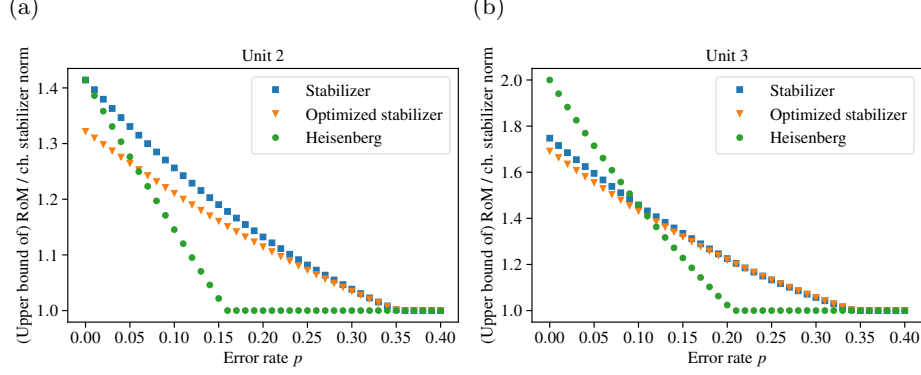 (a)
Unit 2
(Upper bound of) RoM / ch. stabilizer norm
1.4
1.3
1.2
1.1
1.0
Stabilizer
Optimized stabilizer
Heisenberg
0.00 0.05 0.10 0.15 0.20 0.25 0.30 0.35 0.40
Error rate p
(b)
Unit 3
(Upper bound of) RoM / ch. stabilizer norm
2.0
1.8
1.6
1.4
1.2
1.0
Stabilizer
Optimized stabilizer
Heisenberg
0.00 0.05 0.10 0.15 0.20 0.25 0.30 0.35 0.40
Error rate p